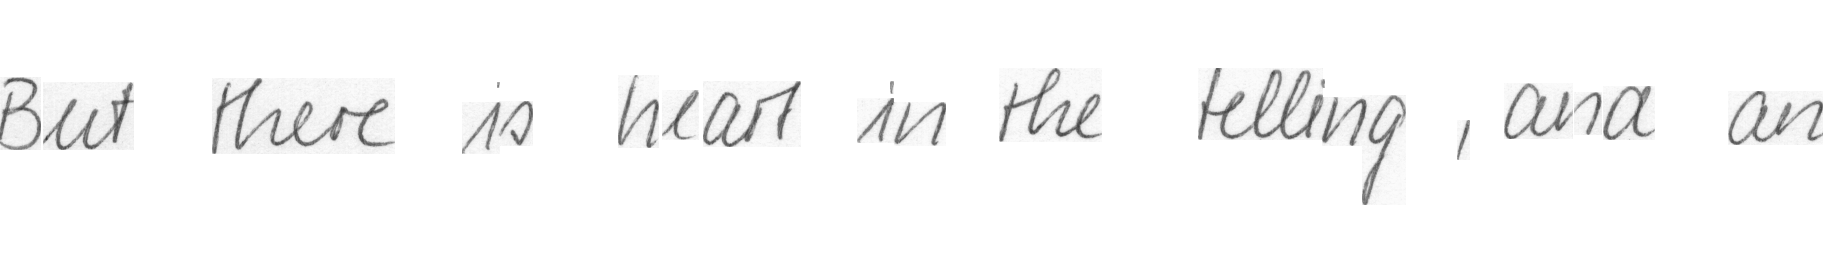 But there is heart in the telling , and an